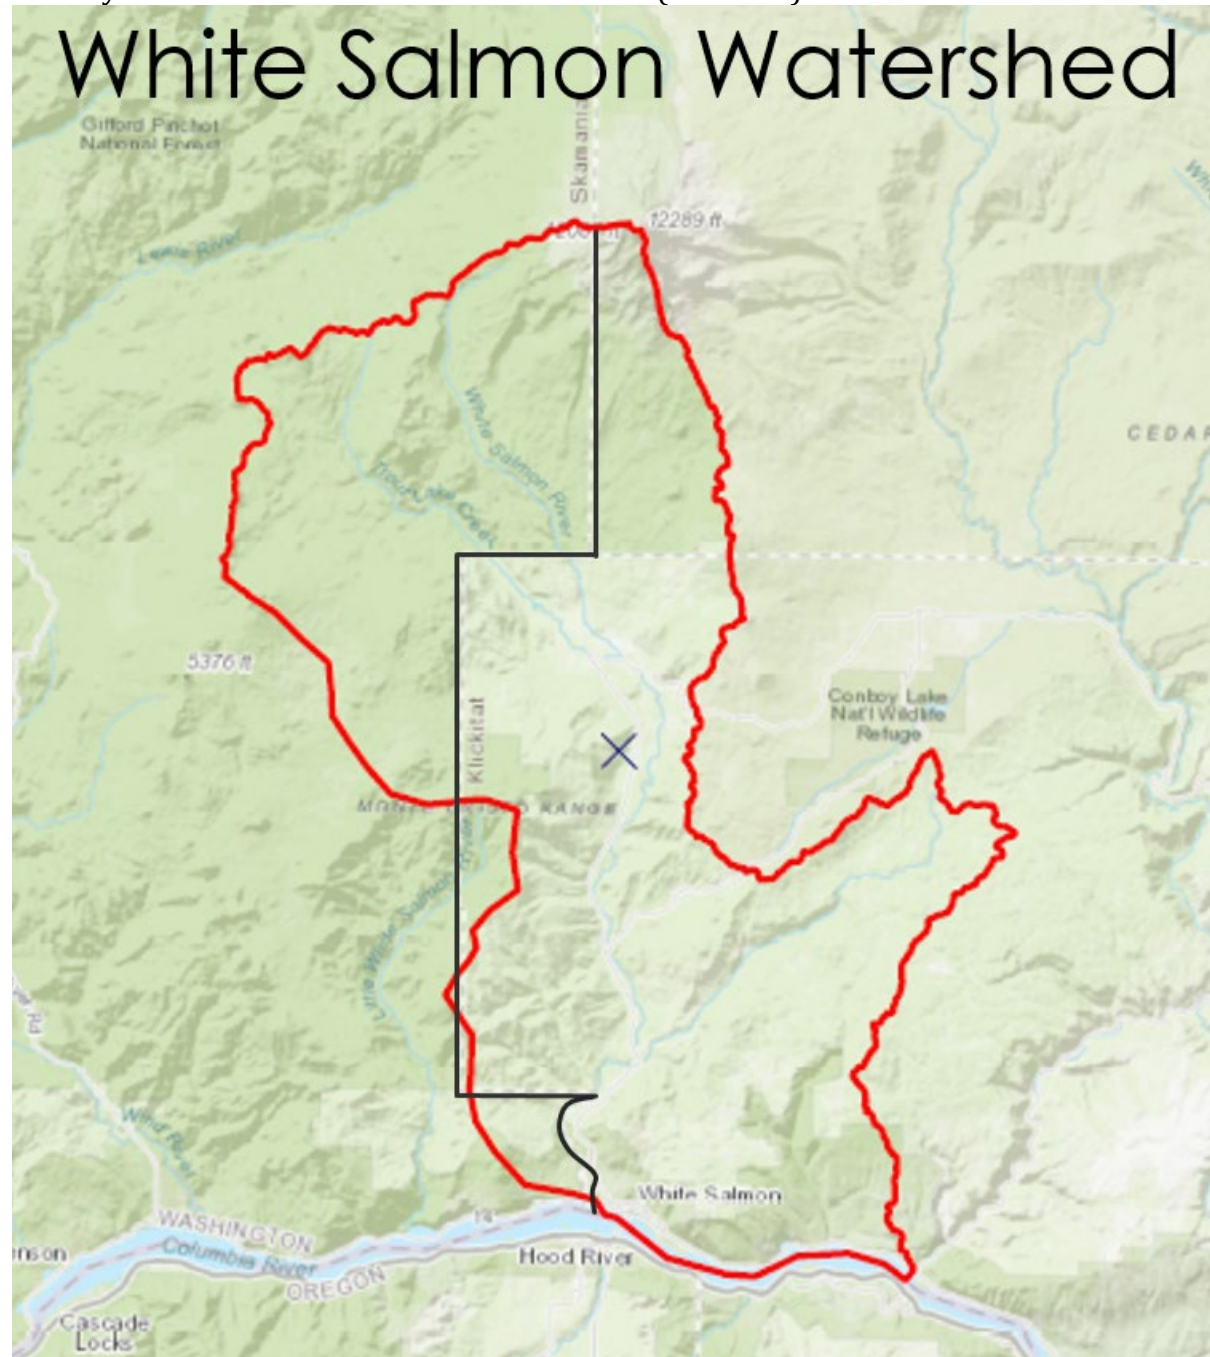 White Salmon Watershed
Gifford Pinchot
National Forest
Skamania
12289 ft
Lewis River
White Salmon River
Trout Lake Creek
CEDAR
5376 ft
Conboy Lake
Nat'l Wildlife
Refuge
Klickitat
RANGE
Little White Salmon River
Wind River
White Salmon
14
WASHINGTON
Columbia River
OREGON
Hood River
Cascade
Locks